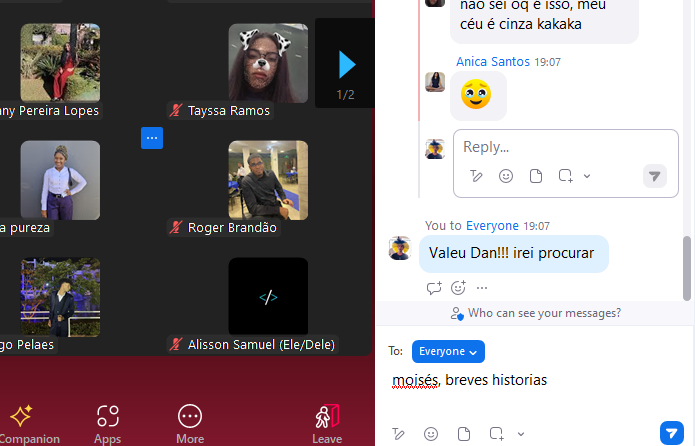 não sei oq é isso, meu
céu é cinza kakaka
ny Pereira Lopes
Tayssa Ramos
1/2
Anica Santos 19:07
Reply...
a pureza
Roger Brandão
You to Everyone 19:07
Valeu Dan!!! irei procurar
Who can see your messages?
go Pelaes
</>
Alisson Samuel (Ele/Dele)
To: Everyone
moisés, breves historias
Companion
Apps
More
Leave